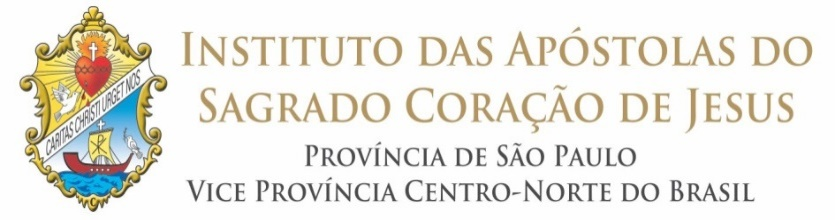 INSTITUTO DAS APÓSTOLAS DO
SAGRADO CORAÇÃO DE JESUS
PROVÍNCIA DE SÃO PAULO
VICE PROVÍNCIA CENTRO-NORTE DO BRASIL
CARITAS CHRISTI URGET NOS